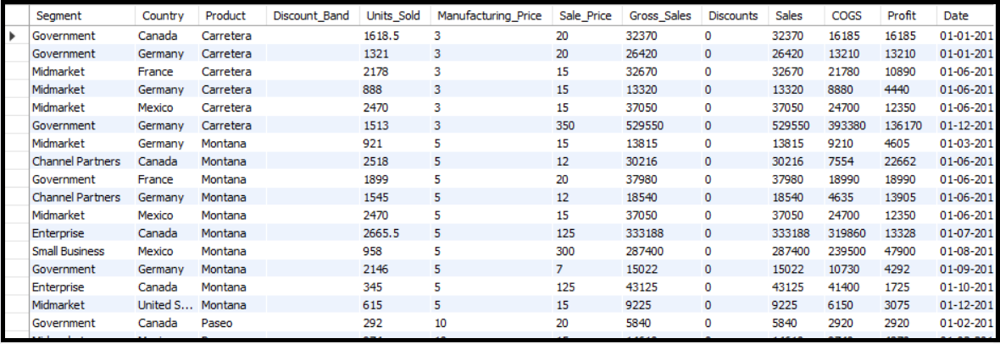 Segment Country Product Discount_Band Units_Sold Manufacturing_Price Sale_Price Gross_Sales Discounts Sales COGS Profit Date
Government Canada Carretera 1618.5 3 20 32370 0 32370 16185 16185 01-01-201
Government Germany Carretera 1321 3 20 26420 0 26420 13210 13210 01-01-201
Midmarket France Carretera 2178 3 15 32670 0 32670 21780 10890 01-06-201
Midmarket Germany Carretera 888 3 15 13320 0 13320 8880 4440 01-06-201
Midmarket Mexico Carretera 2470 3 15 37050 0 37050 24700 12350 01-06-201
Government Germany Carretera 1513 3 350 529550 0 529550 393380 136170 01-12-201
Midmarket Germany Montana 921 5 15 13815 0 13815 9210 4605 01-03-201
Channel Partners Canada Montana 2518 5 12 30216 0 30216 7554 22662 01-06-201
Government France Montana 1899 5 20 37980 0 37980 18990 18990 01-06-201
Channel Partners Germany Montana 1545 5 12 18540 0 18540 4635 13905 01-06-201
Midmarket Mexico Montana 2470 5 15 37050 0 37050 24700 12350 01-06-201
Enterprise Canada Montana 2665.5 5 125 333188 0 333188 319860 13328 01-07-201
Small Business Mexico Montana 958 5 300 287400 0 287400 239500 47900 01-08-201
Government Germany Montana 2146 5 7 15022 0 15022 10730 4292 01-09-201
Enterprise Canada Montana 345 5 125 43125 0 43125 41400 1725 01-10-201
Midmarket United S... Montana 615 5 15 9225 0 9225 6150 3075 01-12-201
Government Canada Paseo 292 10 20 5840 0 5840 2920 2920 01-02-201